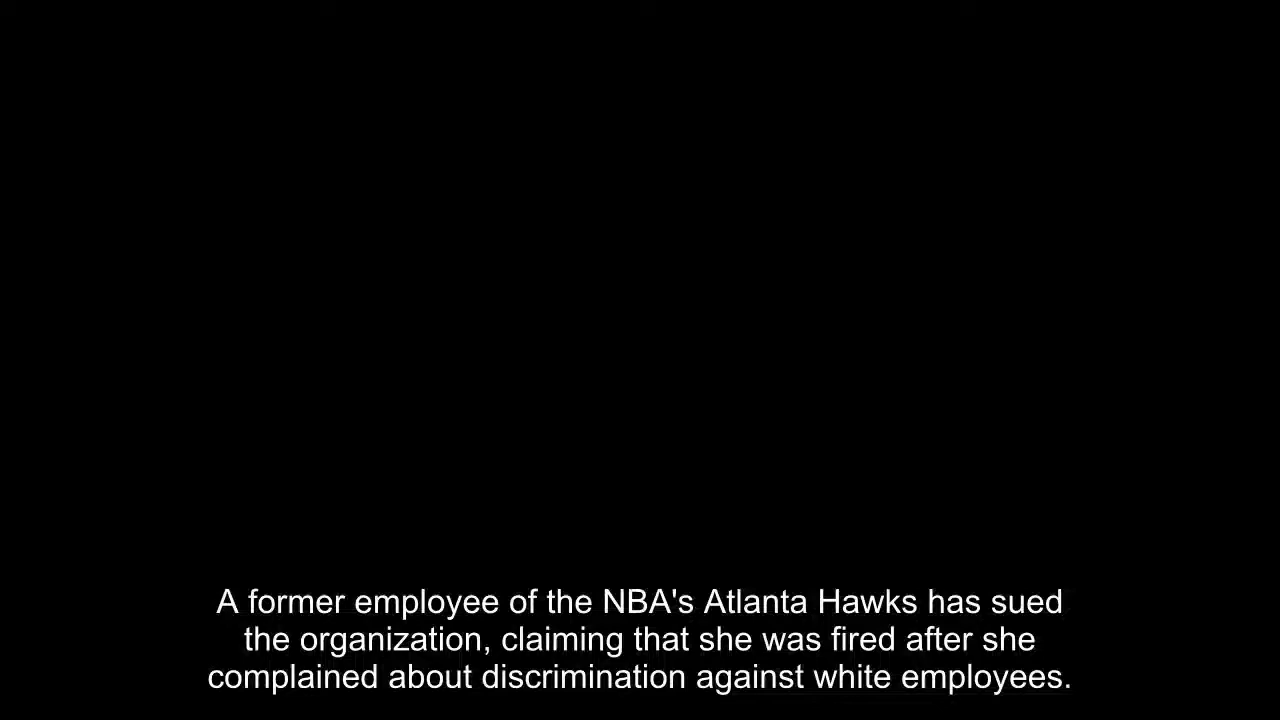 A former employee of the NBA's Atlanta Hawks has sued
the organization, claiming that she was fired after she
complained about discrimination against white employees.